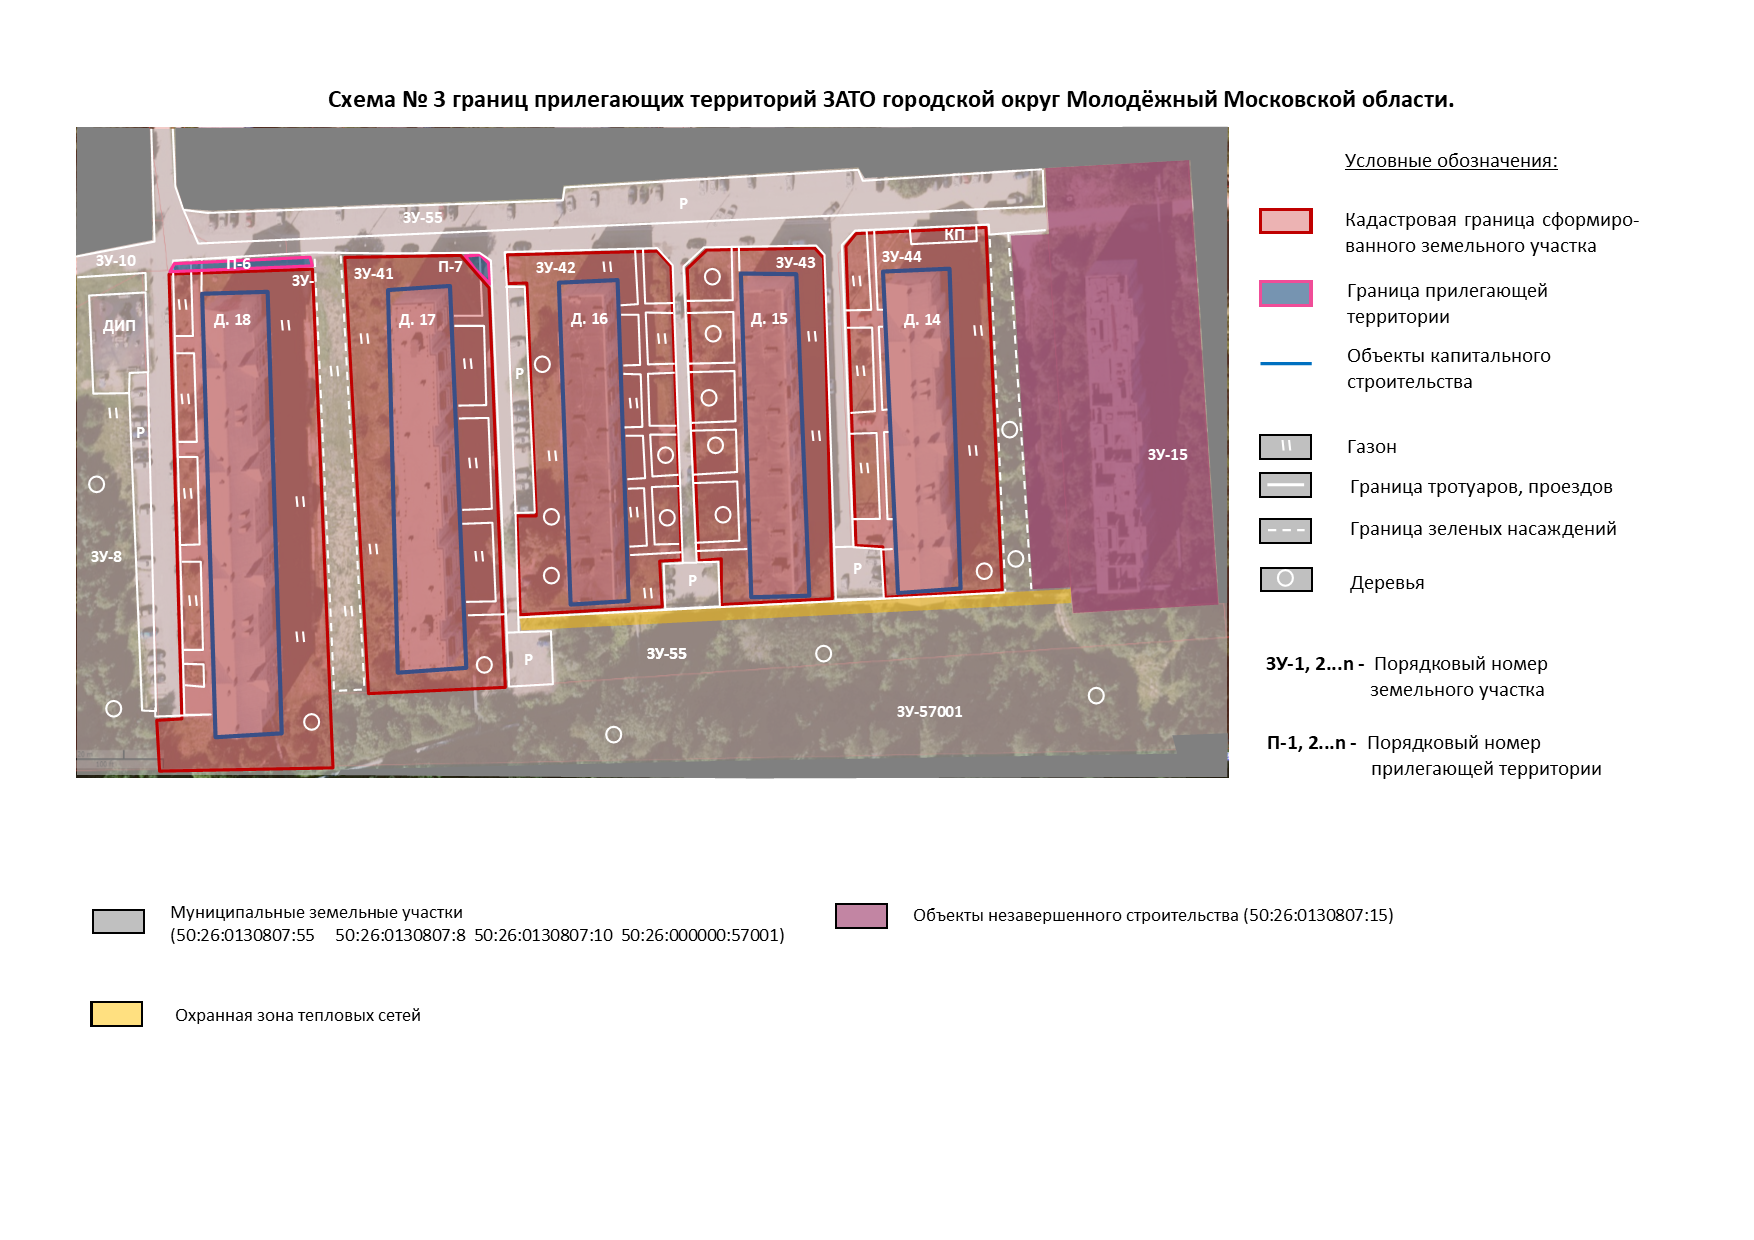 Схема № 3 границ прилегающих территорий ЗАТО городской округ Молодёжный Московской области.
Условные обозначения:
Кадастровая граница сформиро-
ванного земельного участка
Граница прилегающей
территории
Объекты капитального
строительства
Газон
Граница тротуаров, проездов
Граница зеленых насаждений
Деревья
ЗУ-1, 2...n - Порядковый номер
земельного участка
П-1, 2...n - Порядковый номер
прилегающей территории
ЗУ-55
Р
КП
ЗУ-10
П-6
ЗУ-
ЗУ-41
П-7
ЗУ-42
ЗУ-43
ЗУ-44
ДИП
Д. 18
Д. 17
Д. 16
Д. 15
Д. 14
Р
Р
ЗУ-15
ЗУ-8
Р
Р
Р
ЗУ-55
ЗУ-57001
Муниципальные земельные участки
(50:26:0130807:55 50:26:0130807:8 50:26:0130807:10 50:26:000000:57001)
Объекты незавершенного строительства (50:26:0130807:15)
Охранная зона тепловых сетей